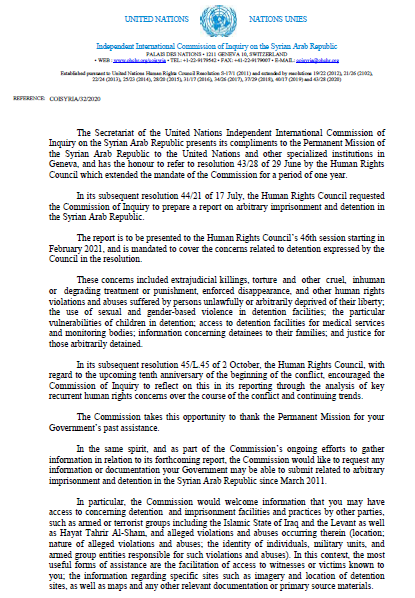 UNITED NATIONS NATIONS UNIES
Independent International Commission of Inquiry on the Syrian Arab Republic
PALAIS DES NATIONS • 1211 GENEVA 10, SWITZERLAND
• WEB : www.ohchr.org/coisyria • TEL: +41-22-9179542 • FAX: +41-22-9179007 • E-MAIL: coisyria@ohchr.org
Established pursuant to United Nations Human Rights Council Resolution S-17/1 (2011) and extended by resolutions 19/22 (2012), 21/26 (2102),
22/24 (2013), 25/23 (2014), 28/20 (2015), 31/17 (2016), 34/26 (2017), 37/29 (2018), 40/17 (2019) and 43/28 (2020)
REFERENCE: COISYRIA/32/2020
The Secretariat of the United Nations Independent International Commission of
Inquiry on the Syrian Arab Republic presents its compliments to the Permanent Mission of
the Syrian Arab Republic to the United Nations and other specialized institutions in
Geneva, and has the honour to refer to resolution 43/28 of 29 June by the Human Rights
Council which extended the mandate of the Commission for a period of one year.
In its subsequent resolution 44/21 of 17 July, the Human Rights Council requested
the Commission of Inquiry to prepare a report on arbitrary imprisonment and detention in
the Syrian Arab Republic.
The report is to be presented to the Human Rights Council's 46th session starting in
February 2021, and is mandated to cover the concerns related to detention expressed by the
Council in the resolution.
These concerns included extrajudicial killings, torture and other cruel, inhuman
or degrading treatment or punishment, enforced disappearance, and other human rights
violations and abuses suffered by persons unlawfully or arbitrarily deprived of their liberty;
the use of sexual and gender-based violence in detention facilities; the particular
vulnerabilities of children in detention; access to detention facilities for medical services
and monitoring bodies; information concerning detainees to their families; and justice for
those arbitrarily detained.
In its subsequent resolution 45/L.45 of 2 October, the Human Rights Council, with
regard to the upcoming tenth anniversary of the beginning of the conflict, encouraged the
Commission of Inquiry to reflect on this in its reporting through the analysis of key
recurrent human rights concerns over the course of the conflict and continuing trends.
The Commission takes this opportunity to thank the Permanent Mission for your
Government's past assistance.
In the same spirit, and as part of the Commission's ongoing efforts to gather
information in relation to its forthcoming report, the Commission would like to request any
information or documentation your Government may be able to submit related to arbitrary
imprisonment and detention in the Syrian Arab Republic since March 2011.
In particular, the Commission would welcome information that you may have
access to concerning detention and imprisonment facilities and practices by other parties,
such as armed or terrorist groups including the Islamic State of Iraq and the Levant as well
as Hayat Tahrir Al-Sham, and alleged violations and abuses occurring therein (location;
nature of alleged violations and abuses; the identity of individuals, military units, and
armed group entities responsible for such violations and abuses). In this context, the most
useful forms of assistance are the facilitation of access to witnesses or victims known to
you; the information regarding specific sites such as imagery and location of detention
sites, as well as maps and any other relevant documentation or primary source materials.